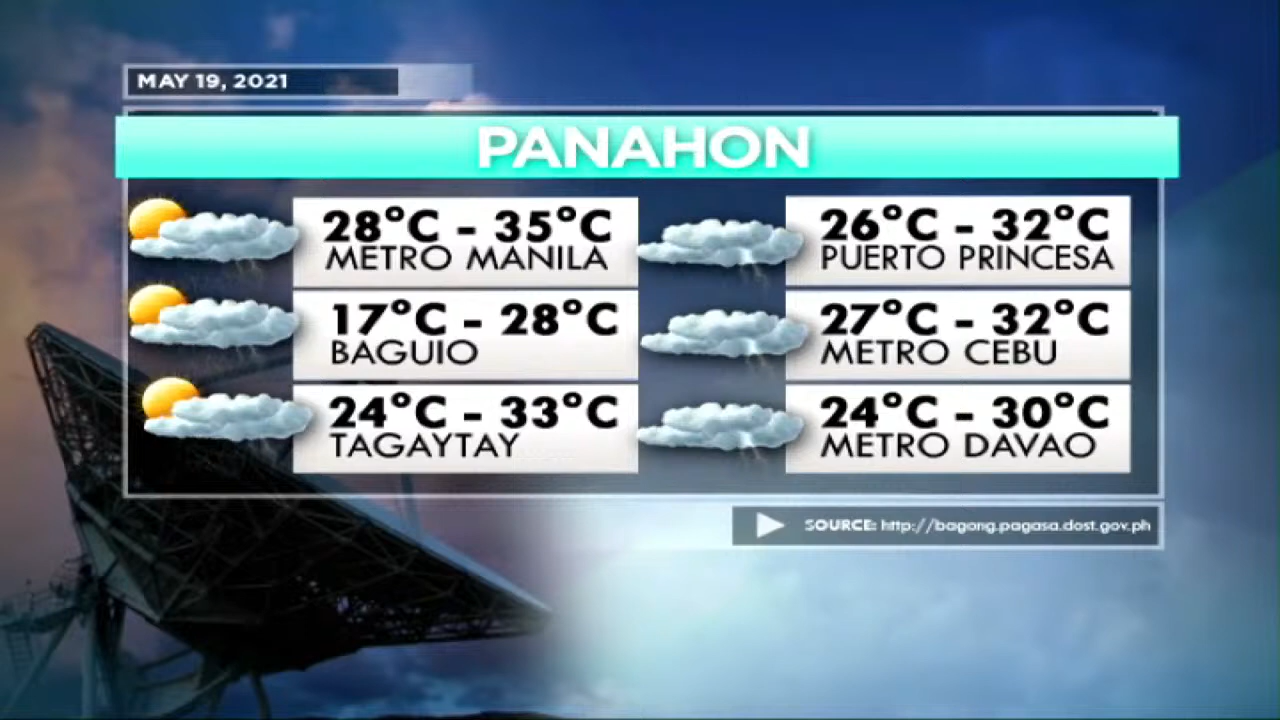 MAY 19, 2021
PANAHON
28°C - 35°C
METRO MANILA
17°C - 28°C
BAGUIO
24°C - 33°C
TAGAYTAY
26°C - 32°C
PUERTO PRINCESA
27°C - 32°C
METRO CEBU
24°C - 30°C
METRO DAVAO
SOURCE: http://bagong.pagasa.dost.gov.ph